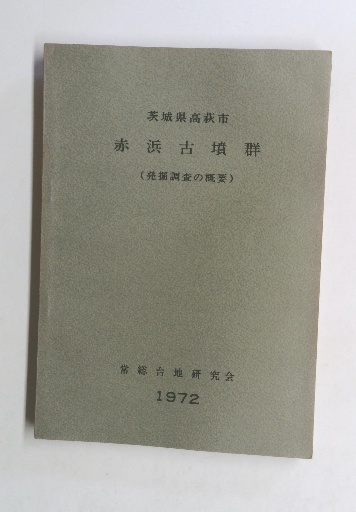 茨城県高萩市
赤浜古墳群
(発掘調査の概要)
常総台地研究会
1972